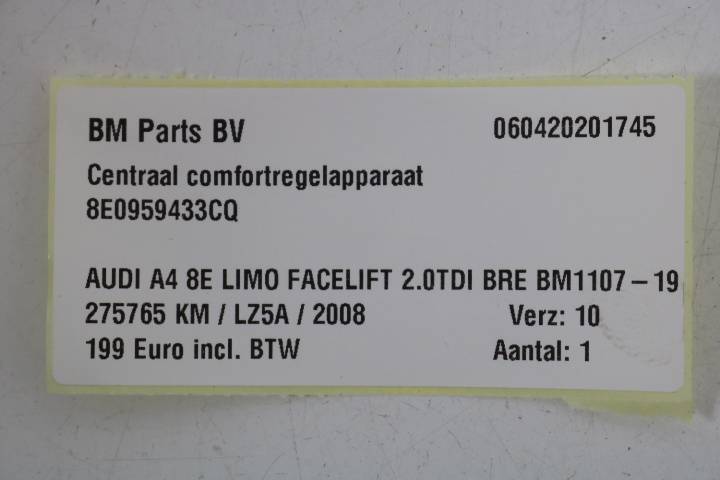 BM Parts BV 060420201745
Centraal comfortregelapparaat
8E0959433CQ
AUDI A4 8E LIMO FACELIFT 2.0TDI BRE BM1107-19
275765 KM / LZ5A / 2008 Verz: 10
199 Euro incl. BTW Aantal: 1